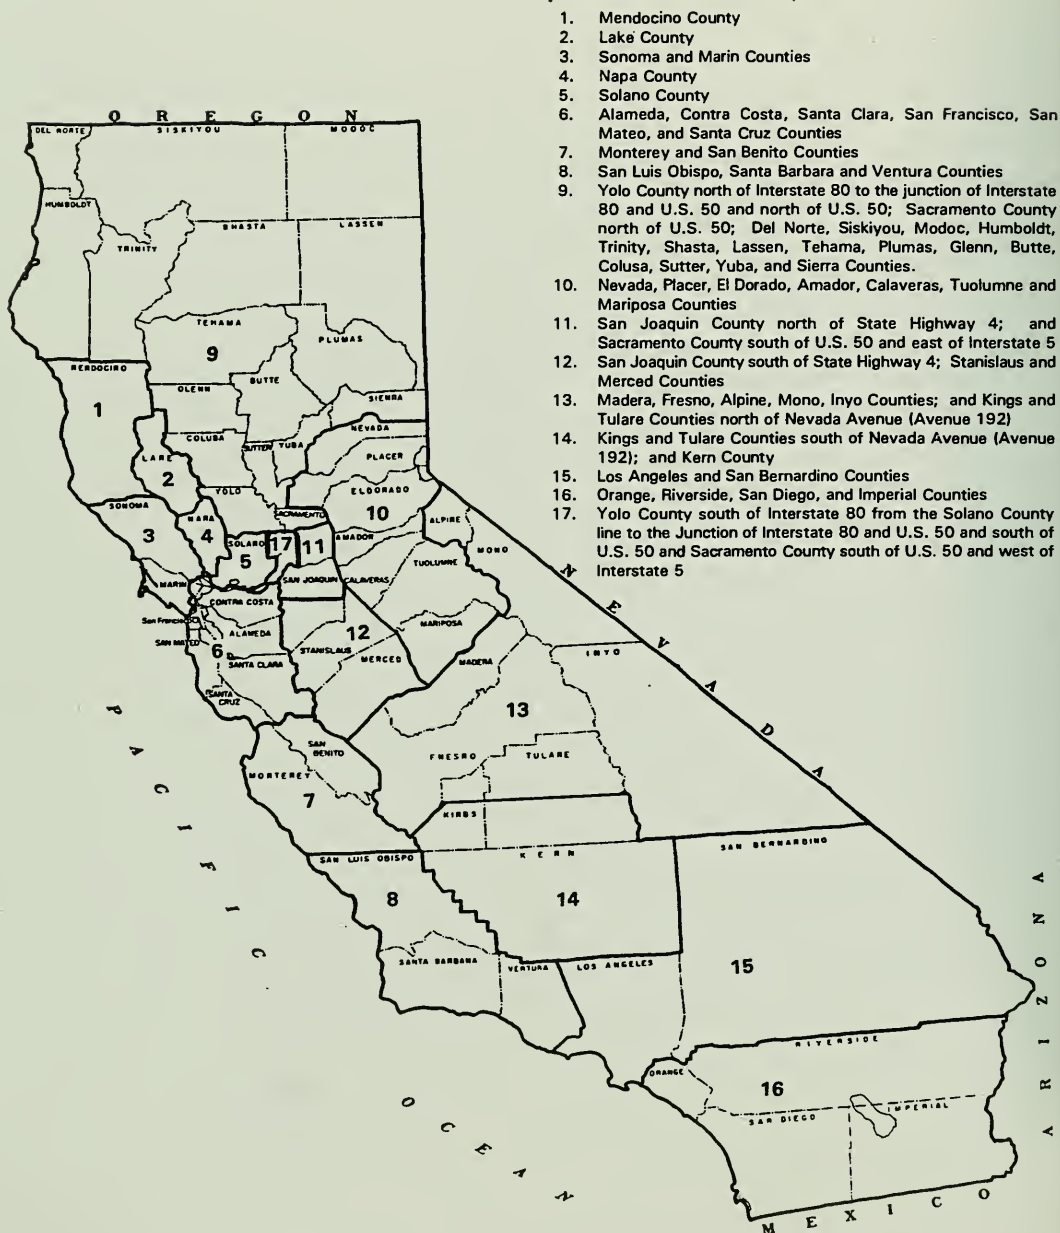 1. Mendocino County
2. Lake County
3. Sonoma and Marin Counties
4. Napa County
5. Solano County
6. Alameda, Contra Costa, Santa Clara, San Francisco, San
Mateo, and Santa Cruz Counties
7. Monterey and San Benito Counties
8. San Luis Obispo, Santa Barbara and Ventura Counties
9. Yolo County north of Interstate 80 to the junction of Interstate
80 and U.S. 50 and north of U.S. 50; Sacramento County
north of U.S. 50; Del Norte, Siskiyou, Modoc, Humboldt,
Trinity, Shasta, Lassen, Tehama, Plumas, Glenn, Butte,
Colusa, Sutter, Yuba, and Sierra Counties.
10. Nevada, Placer, El Dorado, Amador, Calaveras, Tuolumne and
Mariposa Counties
11. San Joaquin County north of State Highway 4; and
Sacramento County south of U.S. 50 and east of Interstate 5
12. San Joaquin County south of State Highway 4; Stanislaus and
Merced Counties
13. Madera, Fresno, Alpine, Mono, Inyo Counties; and Kings and
Tulare Counties north of Nevada Avenue (Avenue 192)
14. Kings and Tulare Counties south of Nevada Avenue (Avenue
192); and Kern County
15. Los Angeles and San Bernardino Counties
16. Orange, Riverside, San Diego, and Imperial Counties
17. Yolo County south of Interstate 80 from the Solano County
line to the Junction of Interstate 80 and U.S. 50 and south of
U.S. 50 and Sacramento County south of U.S. 50 and west of
Interstate 5
OREGON
DEL NORTE
SISKIYOU
MODOC
HUMBOLDT
TRINITY
SHASTA
LASSEN
TEHAMA
9
PLUMAS
MENDOCINO
1
GLENN
BUTTE
SIERRA
COLUSA
SUTTER
YUBA
NEVADA
PLACER
LAKE
2
YOLO
ELDORADO
10
SONOMA
3
NAPA
4
SOLANO
5
17
SACRAMENTO
11
AMADOR
ALPINE
MONO
MARIN
SAN JOAQUIN
CALAVERAS
TUOLUMNE
CONTRA COSTA
San Francisco
ALAMEDA
SAN MATEO
6
SANTA CLARA
SANTA CRUZ
STANISLAUS
12
MERCED
MARIPOSA
MADERA
INYO
NEVADA
13
SAN BENITO
FRESNO
TULARE
MONTEREY
7
KINGS
SAN LUIS OBISPO
8
KERN
14
SAN BERNARDINO
15
SANTA BARBARA
VENTURA
LOS ANGELES
ORANGE
RIVERSIDE
16
SAN DIEGO
IMPERIAL
PACIFIC
OCEAN
ARIZONA
MEXICO